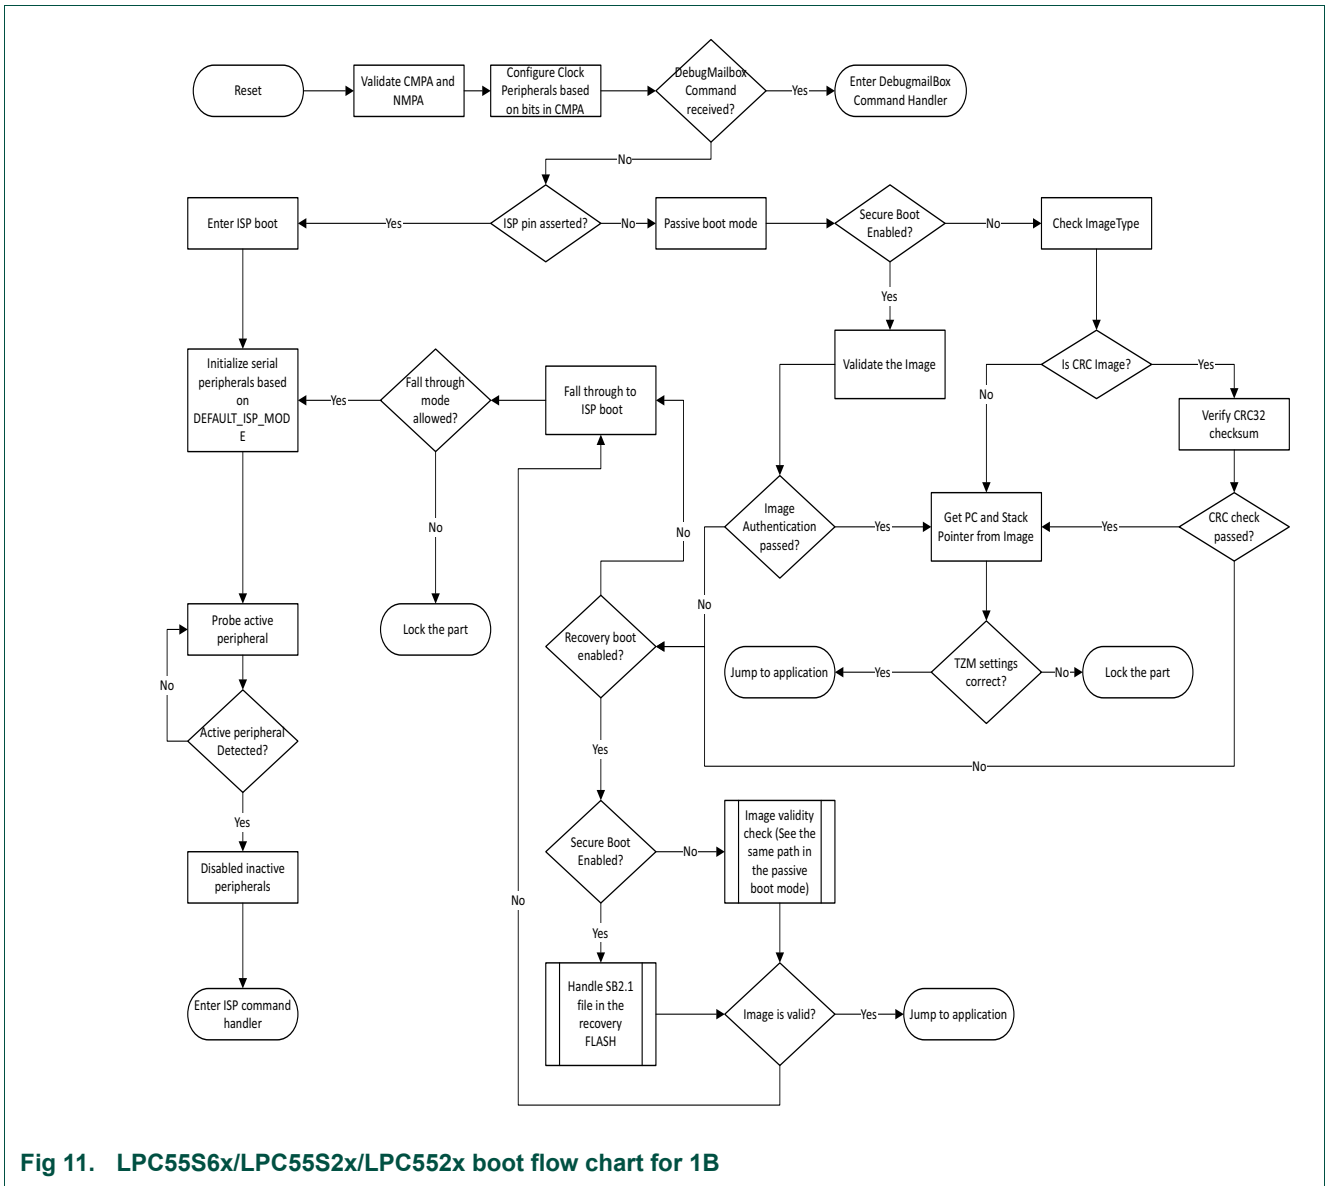 Reset
Validate CMPA and
NMPA
Configure Clock
Peripherals based
on bits in CMPA
DebugMailbox
Command
received?
Yes
Enter DebugmailBox
Command Handler
No
Enter ISP boot
Yes
ISP pin asserted?
No
Passive boot mode
Secure Boot
Enabled?
No
Check ImageType
Yes
Initialize serial
peripherals based
on
DEFAULT_ISP_MOD
E
Yes
Fall through
mode
allowed?
Fall through to
ISP boot
Validate the Image
Is CRC Image?
Yes
No
Verify CRC32
checksum
No
No
Image
Authentication
passed?
Yes
Get PC and Stack
Pointer from Image
Yes
CRC check
passed?
No
Probe active
peripheral
Lock the part
Recovery boot
enabled?
Jump to application
Yes
TZM settings
correct?
No
Lock the part
No
Active peripheral
Detected?
Yes
No
Yes
Disabled inactive
peripherals
Secure Boot
Enabled?
No
Image validity
check (See the
same path in
the passive
boot mode)
No
Yes
Enter ISP command
handler
Handle SB2.1
file in the
recovery
FLASH
Image is valid?
Yes
Jump to application
Fig 11. LPC55S6x/LPC55S2x/LPC552x boot flow chart for 1B